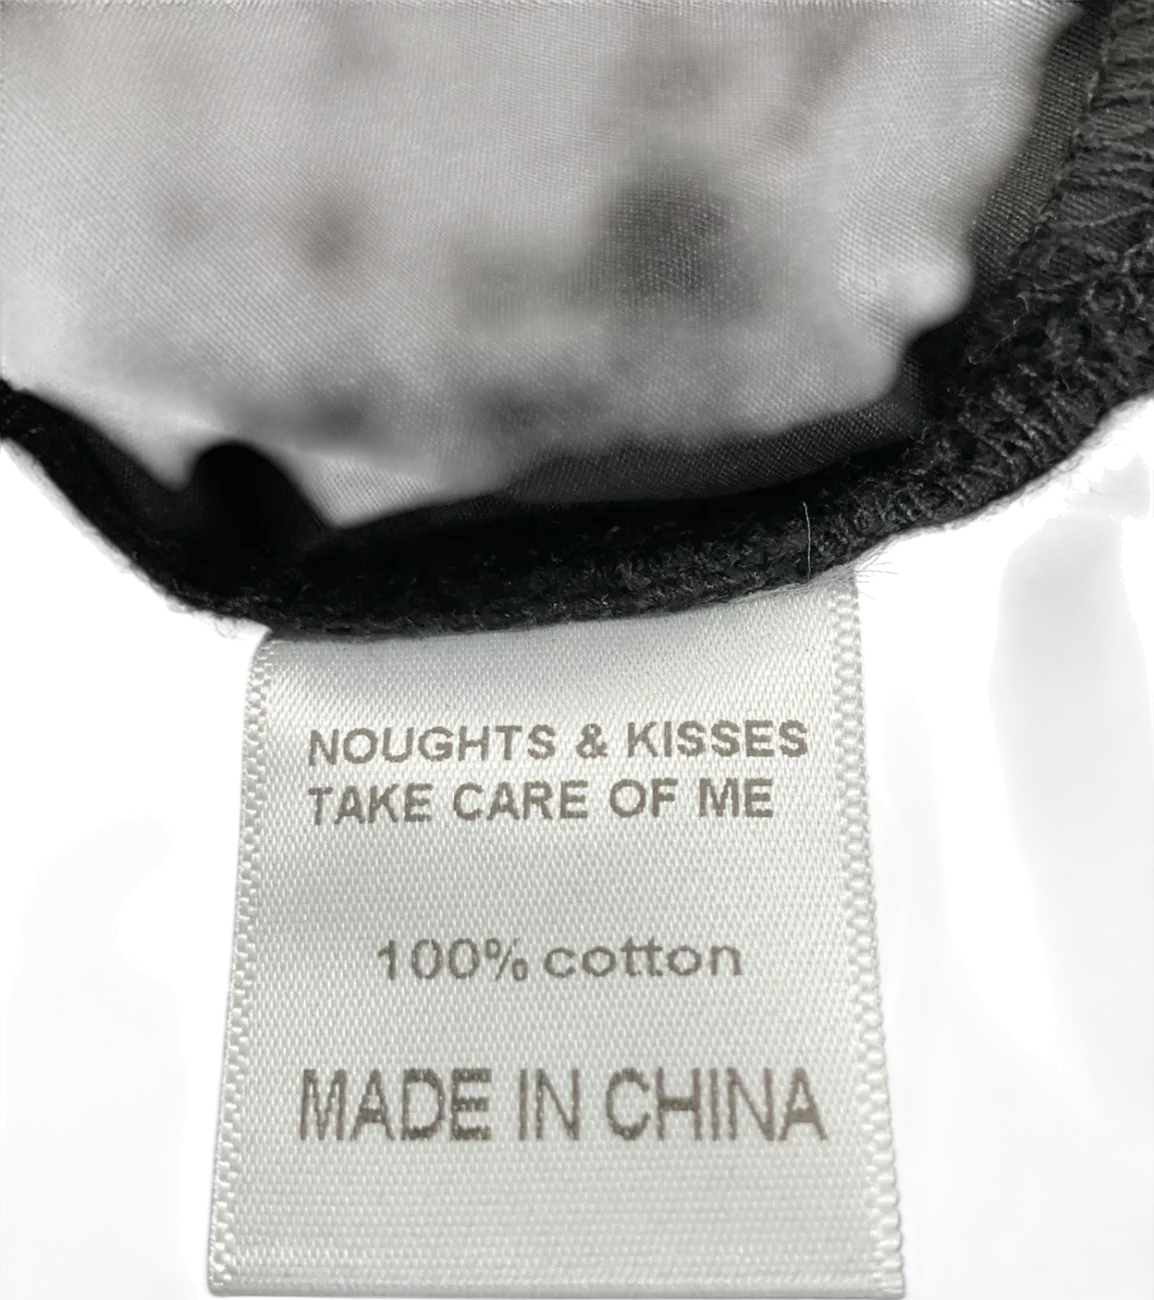 NOUGHTS & KISSES
TAKE CARE OF ME
100% cotton
MADE IN CHINA